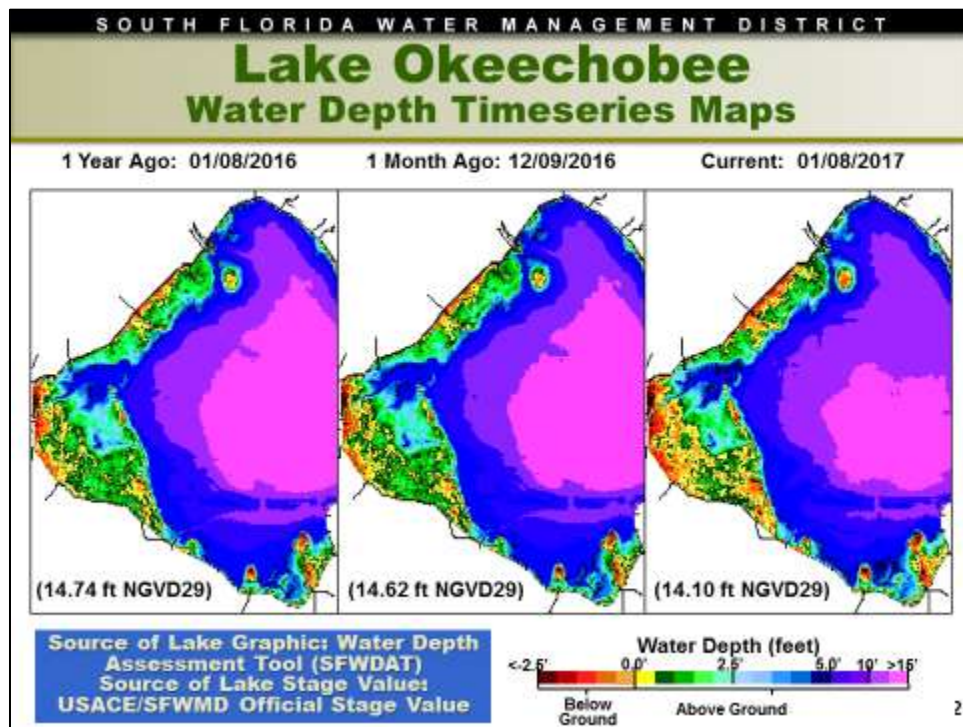 SOUTH FLORIDA WATER MANAGEMENT DISTRICT
Lake Okeechobee
Water Depth Timeseries Maps
1 Year Ago: 01/08/2016
1 Month Ago: 12/09/2016
Current: 01/08/2017
(14.74 ft NGVD29)
(14.62 ft NGVD29)
(14.10 ft NGVD29)
Source of Lake Graphic: Water Depth
Assessment Tool (SFWDAT)
Source of Lake Stage Value:
USACE/SFWMD Official Stage Value
Water Depth (feet)
<-2.5' 0.0' 2.5' 5.0' 10' >15'
Below
Ground
Above Ground
2